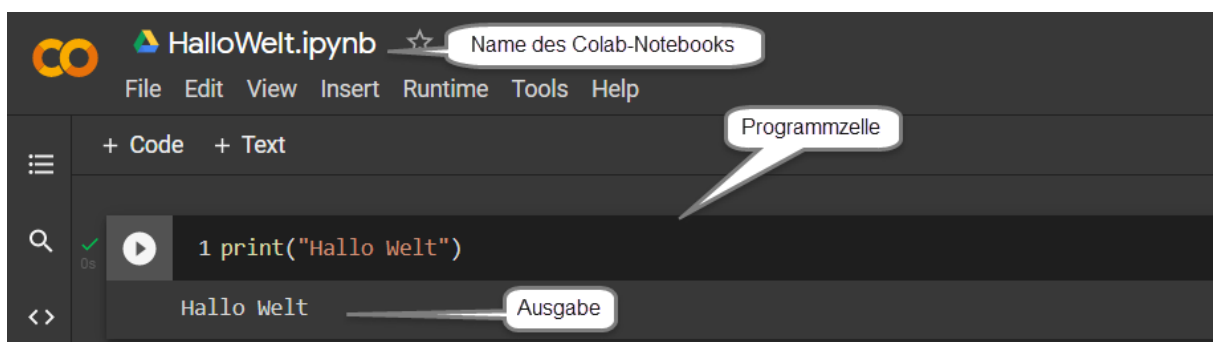 HalloWelt.ipynb
Name des Colab-Notebooks
File Edit View Insert Runtime Tools Help
Programmzelle
+ Code + Text
0s
1 print("Hallo Welt")
Hallo Welt
Ausgabe